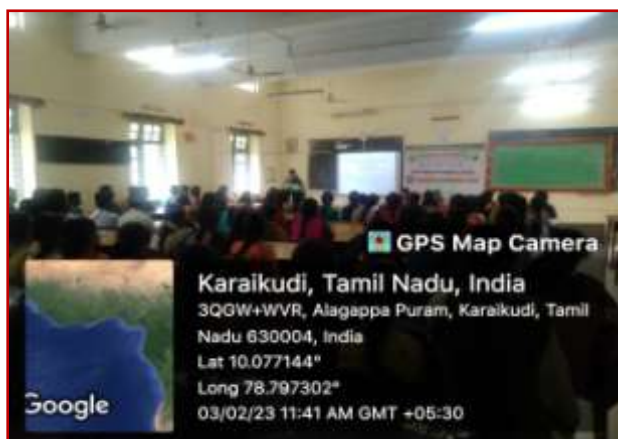 GPS Map Camera
Karaikudi, Tamil Nadu, India
3QGW+WVR, Alagappa Puram, Karaikudi, Tamil
Nadu 630004, India
Lat 10.077144°
Long 78.797302°
03/02/23 11:41 AM GMT +05:30
Google